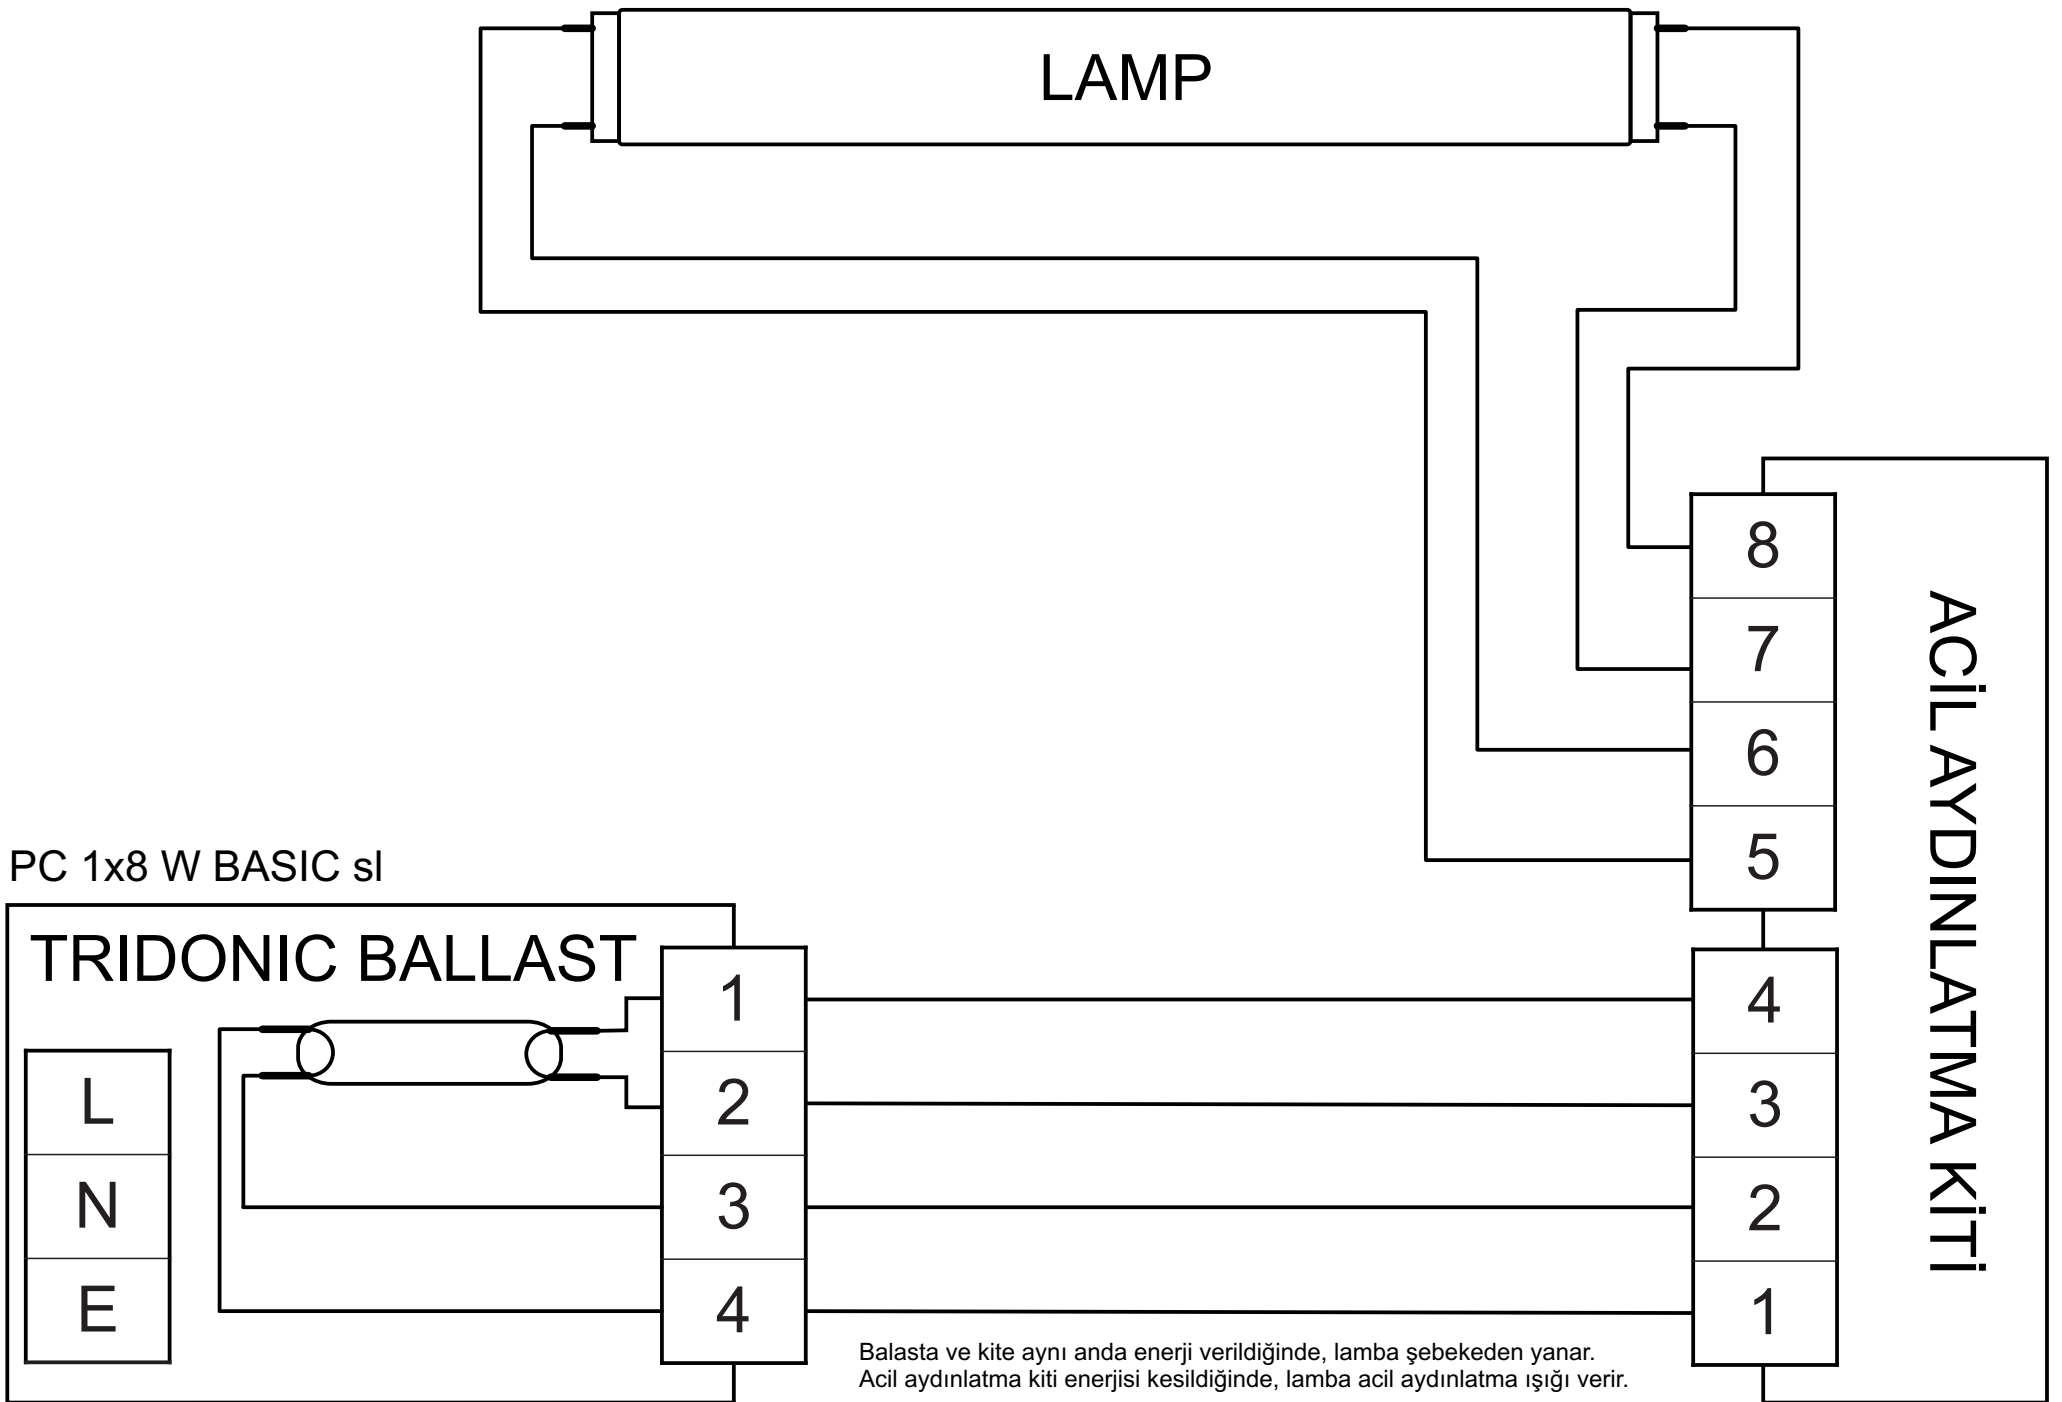 LAMP
8
7
6
5
ACİL AYDINLATMA KİTİ
PC 1x8 W BASIC sl
TRIDONIC BALLAST
L
N
E
1
2
3
4
4
3
2
1
Balasta ve kite aynı anda enerji verildiğinde, lamba şebekeden yanar.
Acil aydınlatma kiti enerjisi kesildiğinde, lamba acil aydınlatma ışığı verir.